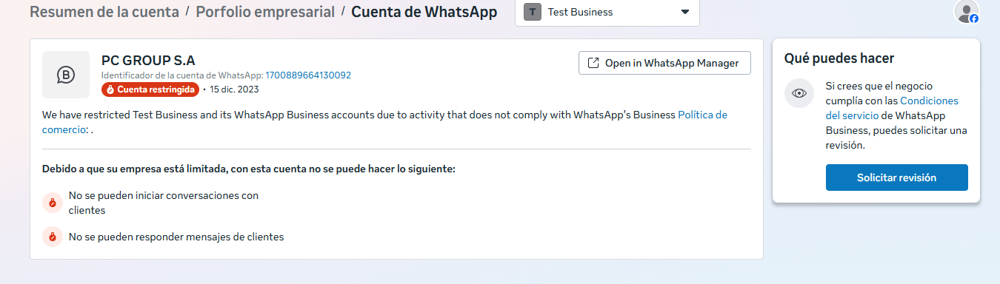 Resumen de la cuenta / Porfolio empresarial / Cuenta de WhatsApp
T Test Business
PC GROUP S.A
Identificador de la cuenta de WhatsApp: 1700889664130092
Cuenta restringida • 15 dic. 2023
Open in WhatsApp Manager
We have restricted Test Business and its WhatsApp Business accounts due to activity that does not comply with WhatsApp's Business Política de
comercio: .
Debido a que su empresa está limitada, con esta cuenta no se puede hacer lo siguiente:
No se pueden iniciar conversaciones con
clientes
No se pueden responder mensajes de clientes
Qué puedes hacer
Si crees que el negocio
cumplía con las Condiciones
del servicio de WhatsApp
Business, puedes solicitar una
revisión.
Solicitar revisión